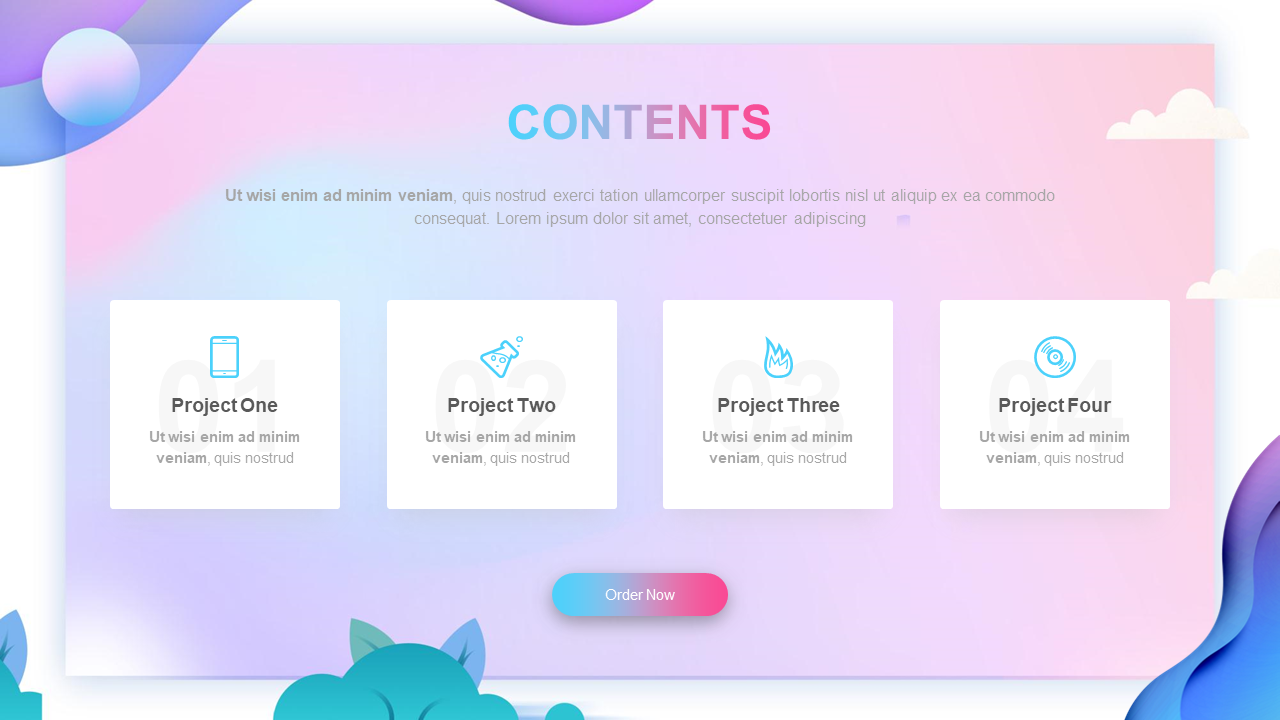 CONTENTS
Ut wisi enim ad minim veniam, quis nostrud exerci tation ullamcorper suscipit lobortis nisl ut aliquip ex ea commodo
consequat. Lorem ipsum dolor sit amet, consectetuer adipiscing
01
Project One
Ut wisi enim ad minim
veniam, quis nostrud
02
Project Two
Ut wisi enim ad minim
veniam, quis nostrud
03
Project Three
Ut wisi enim ad minim
veniam, quis nostrud
04
Project Four
Ut wisi enim ad minim
veniam, quis nostrud
Order Now